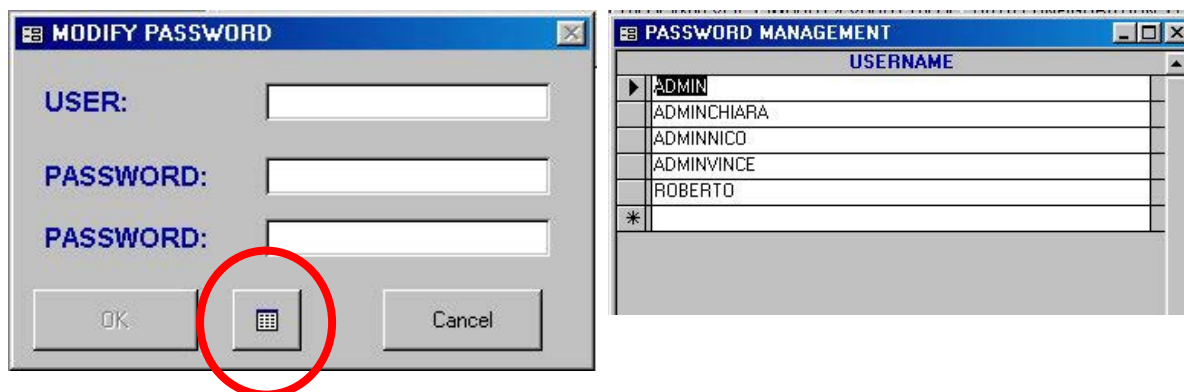 MODIFY PASSWORD
USER:
PASSWORD:
PASSWORD:
OK
Cancel
PASSWORD MANAGEMENT
USERNAME
ADMIN
ADMINCHIARA
ADMINNICO
ADMINVINCE
ROBERTO